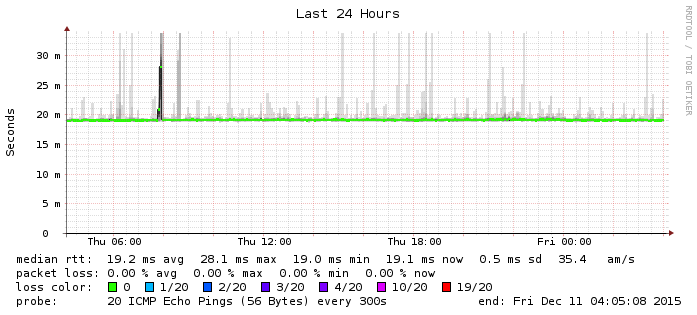 Last 24 Hours
RRDTOOL / TOBI OETIKER
Seconds
30 m
25 m
20 m
15 m
10 m
5 m
0
Thu 06:00 Thu 12:00 Thu 18:00 Fri 00:00
median rtt: 19.2 ms avg 28.1 ms max 19.0 ms min 19.1 ms now 0.5 ms sd 35.4 am/s
packet loss: 0.00 % avg 0.00 % max 0.00 % min 0.00 % now
loss color: 0 1/20 2/20 3/20 4/20 10/20 19/20
probe: 20 ICMP Echo Pings (56 Bytes) every 300s end: Fri Dec 11 04:05:08 2015